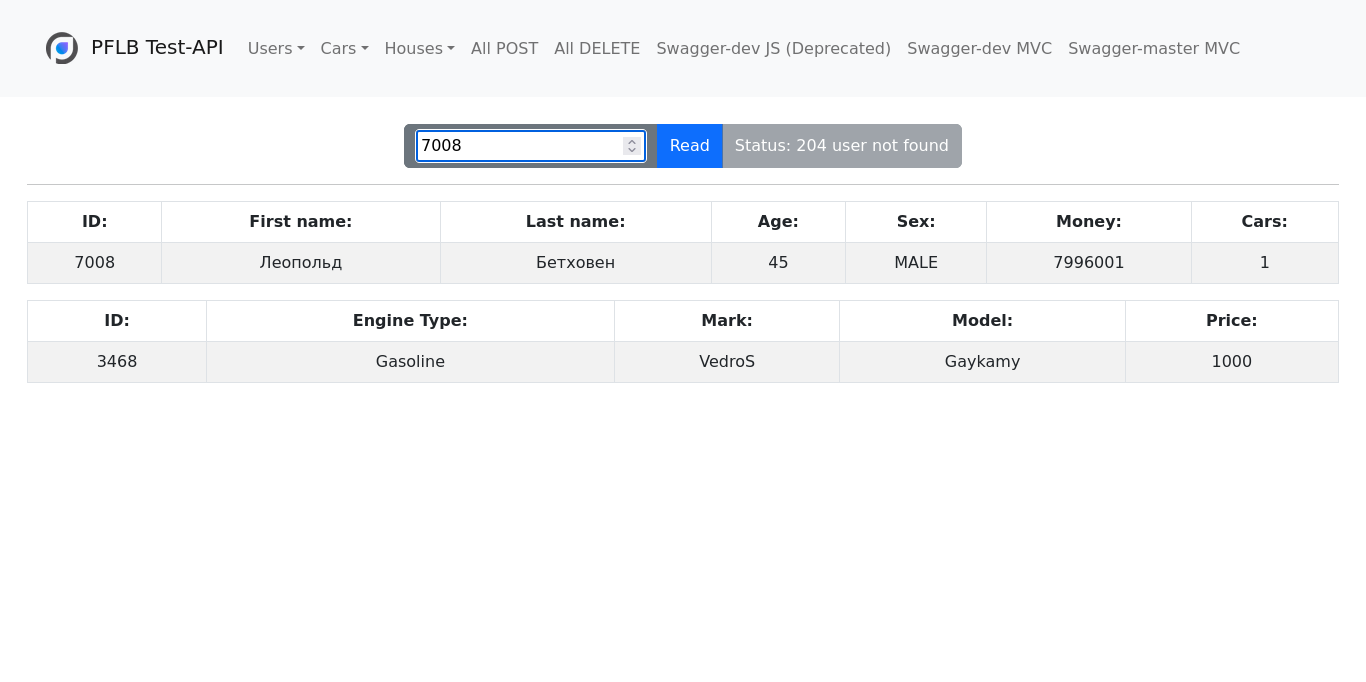 PFLB Test-API Users Cars Houses All POST All DELETE Swagger-dev JS (Deprecated) Swagger-dev MVC Swagger-master MVC
7008 Read Status: 204 user not found
ID: First name: Last name: Age: Sex: Money: Cars:
7008 Леопольд Бетховен 45 MALE 7996001 1
ID: Engine Type: Mark: Model: Price:
3468 Gasoline VedroS Gaykamy 1000